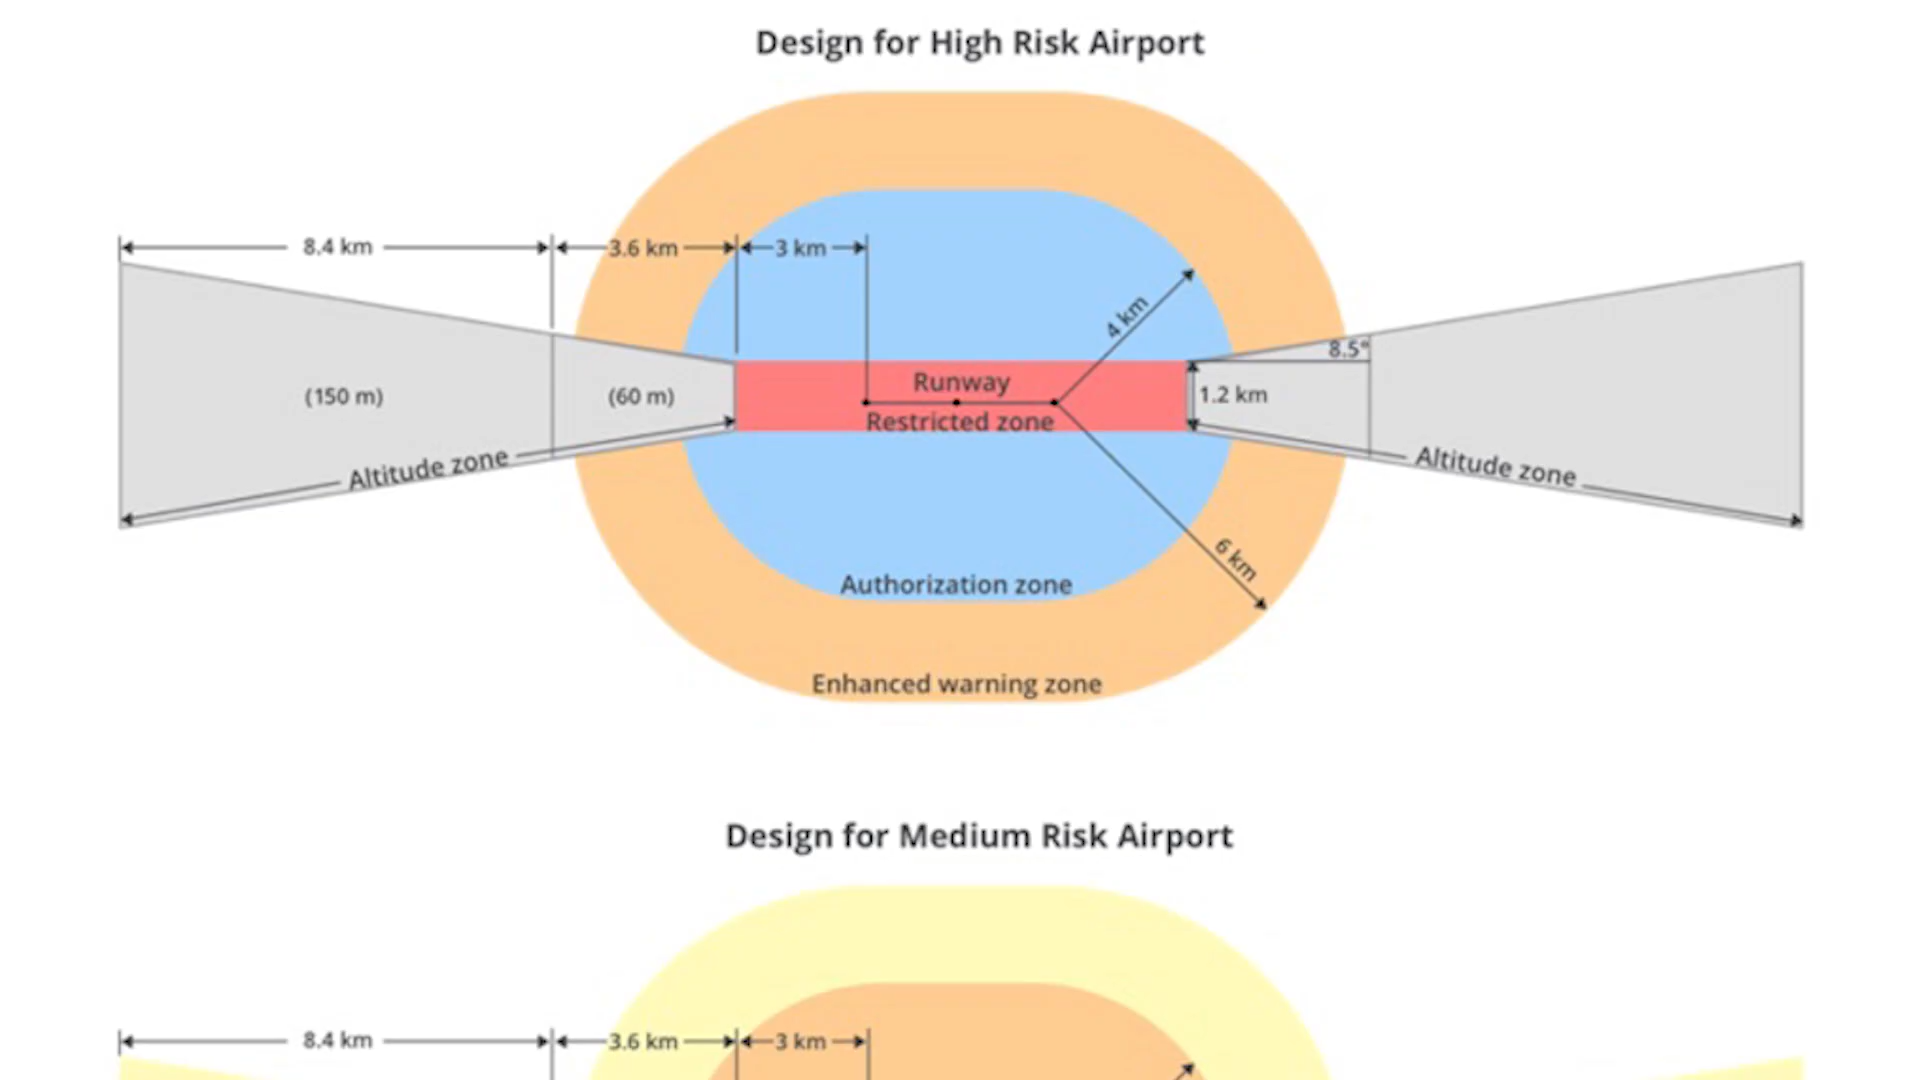 Design for High Risk Airport
8.4 km
3.6 km
3 km
4 km
8.5°
Runway
(150 m)
(60 m)
1.2 km
Restricted zone
Altitude zone
Altitude zone
6 km
Authorization zone
Enhanced warning zone
Design for Medium Risk Airport
8.4 km
3.6 km
3 km